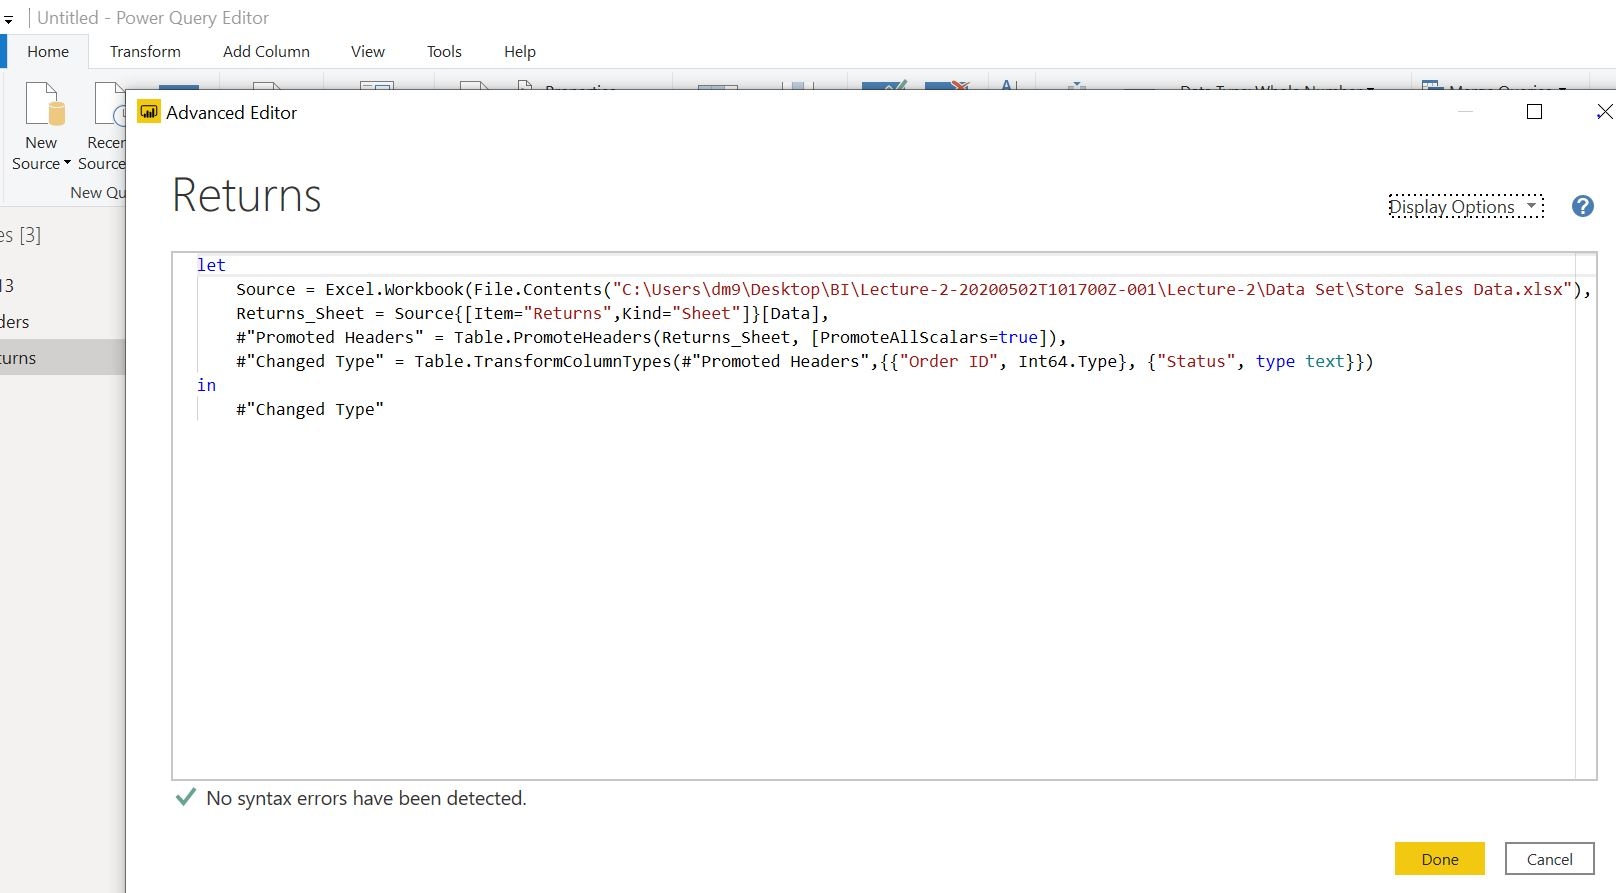 Untitled - Power Query Editor
Home Transform Add Column View Tools Help
Advanced Editor
New
Source
Source
New Qu
Returns
Display Options
?
es [3]
13
ders
urns
let
Source = Excel.Workbook(File.Contents("C:\Users\dm9\Desktop\BI\Lecture-2-20200502T101700Z-001\Lecture-2\Data Set\Store Sales Data.xlsx"),
Returns_Sheet = Source{[Item="Returns",Kind="Sheet"]}[Data],
#"Promoted Headers" = Table.PromoteHeaders(Returns_Sheet, [PromoteAllScalars=true]),
#"Changed Type" = Table.TransformColumnTypes(#"Promoted Headers",{{"Order ID", Int64.Type}, {"Status", type text}})
in
#"Changed Type"
No syntax errors have been detected.
Done Cancel